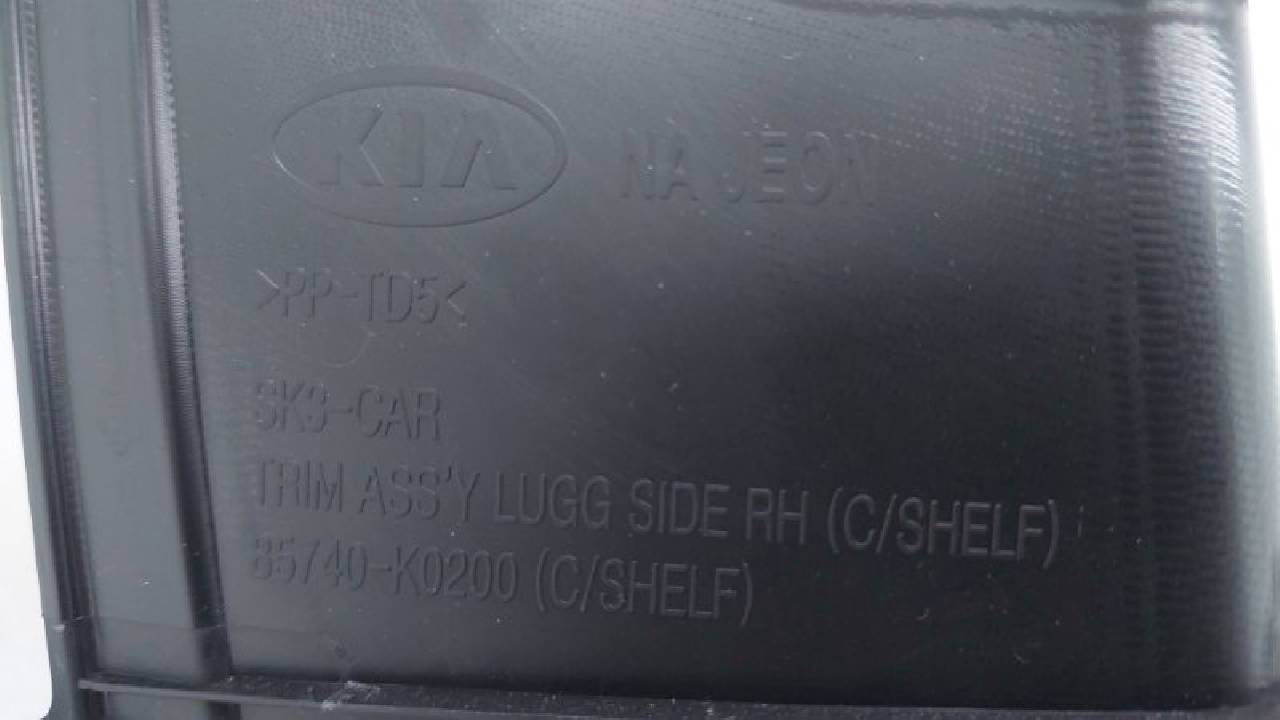 KIA NA JEON
>PP-TD5<
SK3-CAR
TRIM ASS'Y LUGG SIDE RH (C/SHELF)
85740-K0200 (C/SHELF)